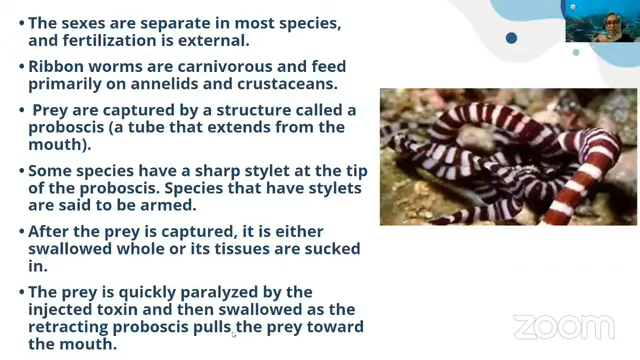 • The sexes are separate in most species,
and fertilization is external.
• Ribbon worms are carnivorous and feed
primarily on annelids and crustaceans.
• Prey are captured by a structure called a
proboscis (a tube that extends from the
mouth).
• Some species have a sharp stylet at the tip
of the proboscis. Species that have stylets
are said to be armed.
• After the prey is captured, it is either
swallowed whole or its tissues are sucked
in.
• The prey is quickly paralyzed by the
injected toxin and then swallowed as the
retracting proboscis pulls the prey toward
the mouth.
zoom